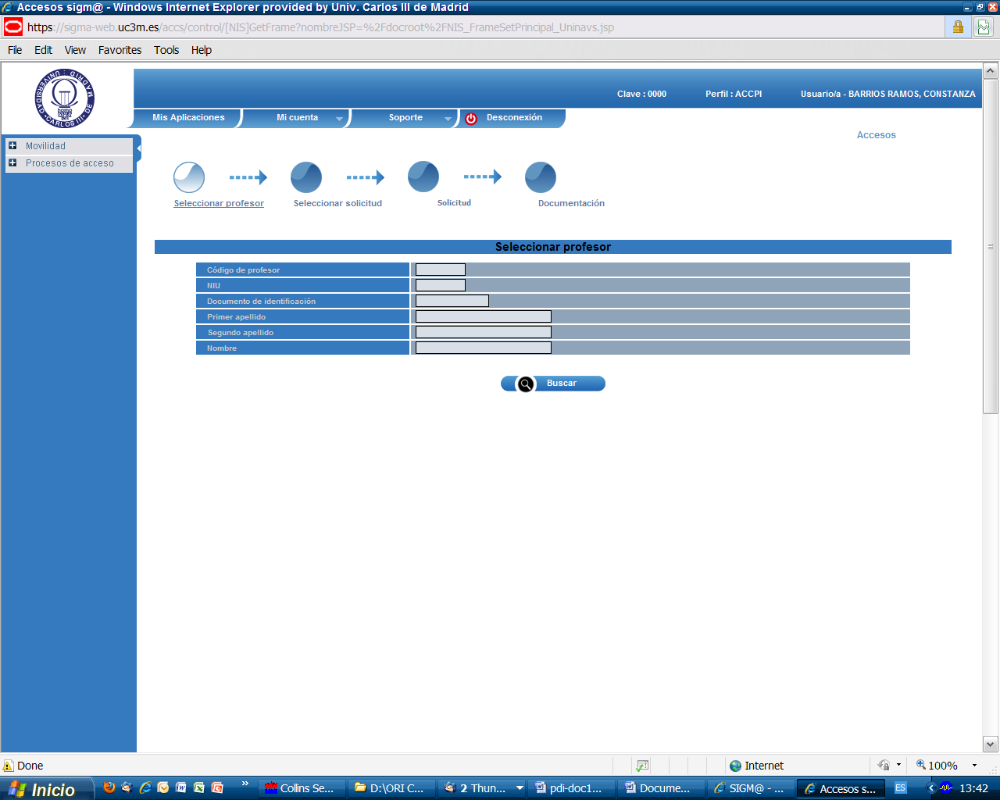 Accesos sigm@ - Windows Internet Explorer provided by Univ. Carlos III de Madrid
https://sigma-web.uc3m.es/accs/control/[NIS]GetFrame?nombreJSP=%2Fdocroot%2FNIS_FrameSetPrincipal_Uninavs.jsp
File Edit View Favorites Tools Help
UNIVERSIDAD · CARLOS III · DE MADRID
Clave : 0000 Perfil : ACCPI Usuario/a - BARRIOS RAMOS, CONSTANZA
Mis Aplicaciones Mi cuenta Soporte Desconexión
Accesos
Movilidad
Procesos de acceso
Seleccionar profesor Seleccionar solicitud Solicitud Documentación
Seleccionar profesor
Código de profesor
NIU
Documento de identificación
Primer apellido
Segundo apellido
Nombre
Buscar
Done Internet 100%
Inicio » Collins Se... D:\ORI C... 2 Thun... pdi-doc1... Docume... SIGM@ - ... Accesos s... ES 13:42